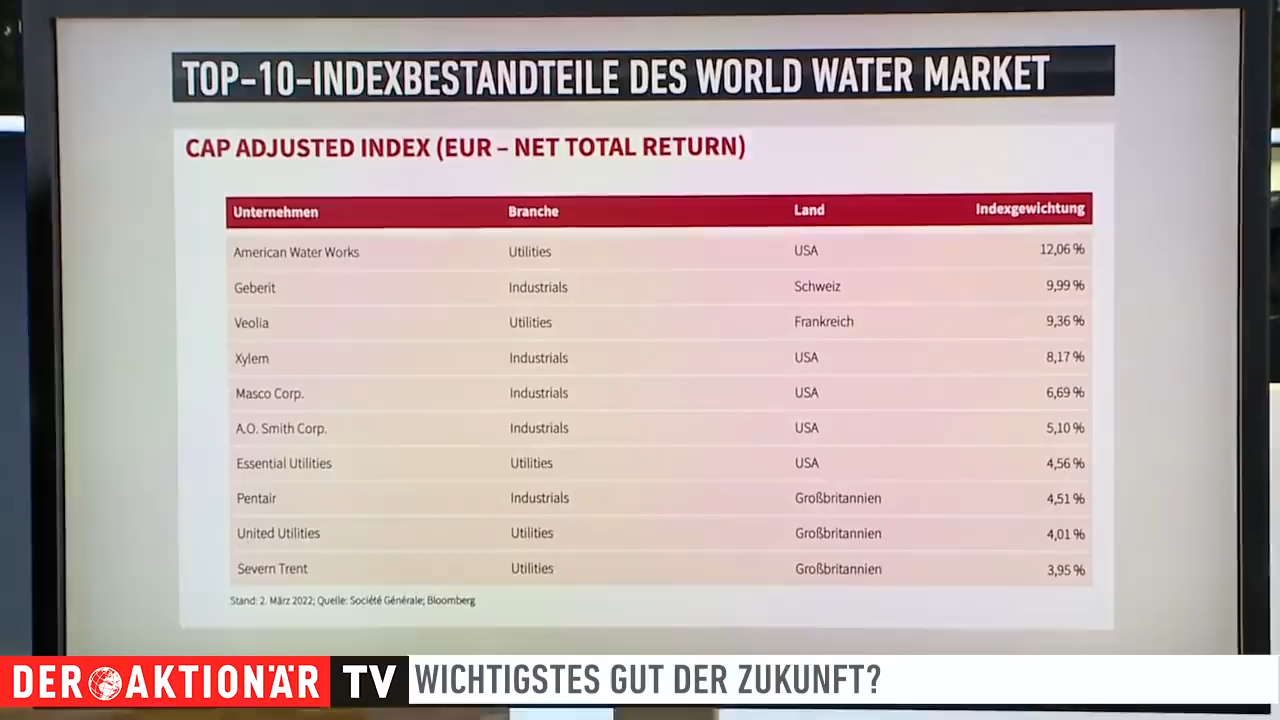 TOP-10-INDEXBESTANDTEILE DES WORLD WATER MARKET
CAP ADJUSTED INDEX (EUR – NET TOTAL RETURN)
Unternehmen Branche Land Indexgewichtung
American Water Works Utilities USA 12,06 %
Geberit Industrials Schweiz 9,99 %
Veolia Utilities Frankreich 9,36 %
Xylem Industrials USA 8,17 %
Masco Corp. Industrials USA 6,69 %
A.O. Smith Corp. Industrials USA 5,10 %
Essential Utilities Utilities USA 4,56 %
Pentair Industrials Großbritannien 4,51 %
United Utilities Utilities Großbritannien 4,01 %
Severn Trent Utilities Großbritannien 3,95 %
Stand: 2. März 2022; Quelle: Société Générale; Bloomberg
DER AKTIONÄR TV WICHTIGSTES GUT DER ZUKUNFT?